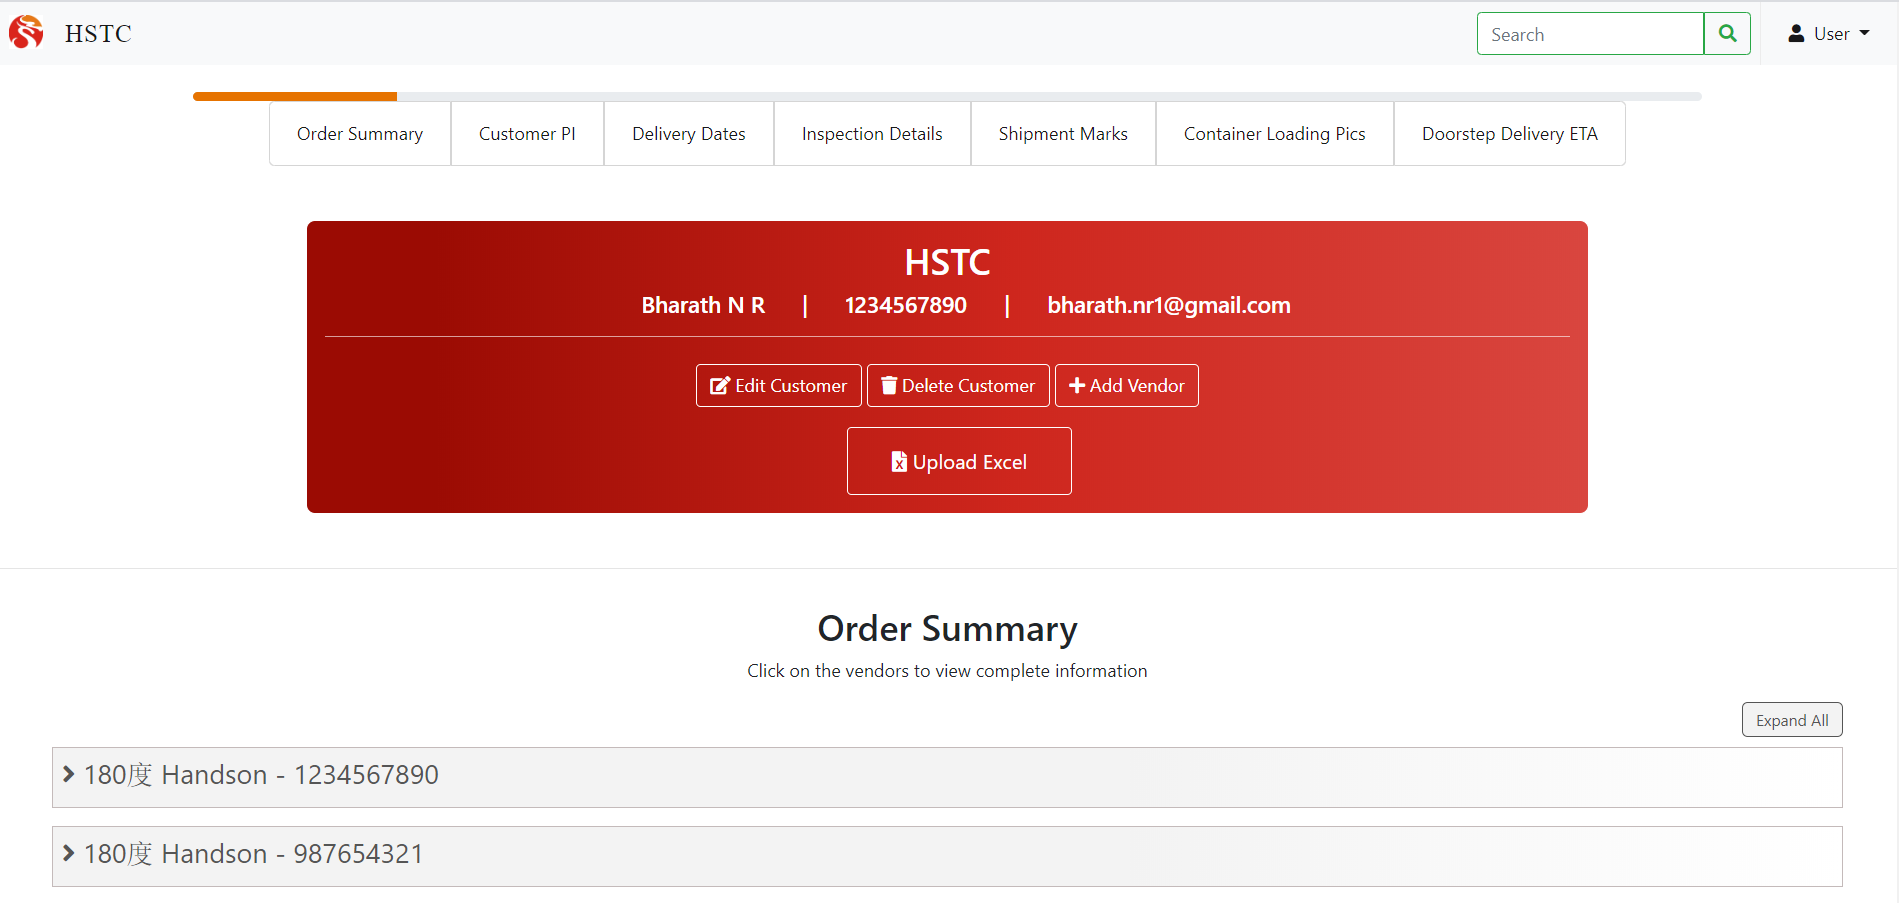 HSTC
Search
User
Order Summary
Customer PI
Delivery Dates
Inspection Details
Shipment Marks
Container Loading Pics
Doorstep Delivery ETA
HSTC
Bharath N R | 1234567890 | bharath.nr1@gmail.com
Edit Customer
Delete Customer
Add Vendor
Upload Excel
Order Summary
Click on the vendors to view complete information
Expand All
180度 Handson - 1234567890
180度 Handson - 987654321